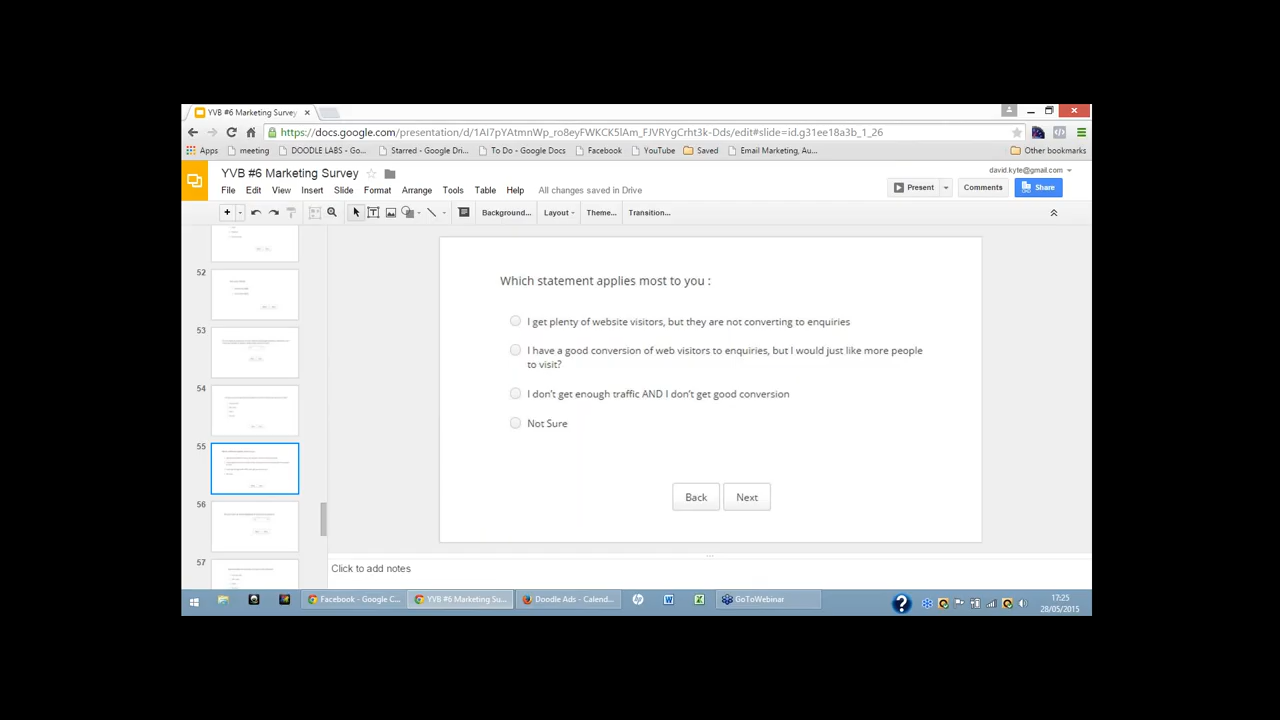 YVB #6 Marketing Survey
https://docs.google.com/presentation/d/1AI7pYAtmnWp_ro8eyFWKCK5lAm_FJVRYgCrht3k-Dds/edit#slide=id.g31ee18a3b_1_26
Apps meeting DOODLE LABS - Go... Starred - Google Dri... To Do - Google Docs Facebook YouTube Saved Email Marketing, Au... Other bookmarks
YVB #6 Marketing Survey
david.kyte@gmail.com
File Edit View Insert Slide Format Arrange Tools Table Help All changes saved in Drive
Present Comments Share
Background... Layout Theme... Transition...
52
53
54
55
56
57
Which statement applies most to you :
I get plenty of website visitors, but they are not converting to enquiries
I have a good conversion of web visitors to enquiries, but I would just like more people
to visit?
I don't get enough traffic AND I don't get good conversion
Not Sure
Back Next
Click to add notes
Facebook - Google C... YVB #6 Marketing Su... Doodle Ads - Calend... GoToWebinar
17:25
28/05/2015